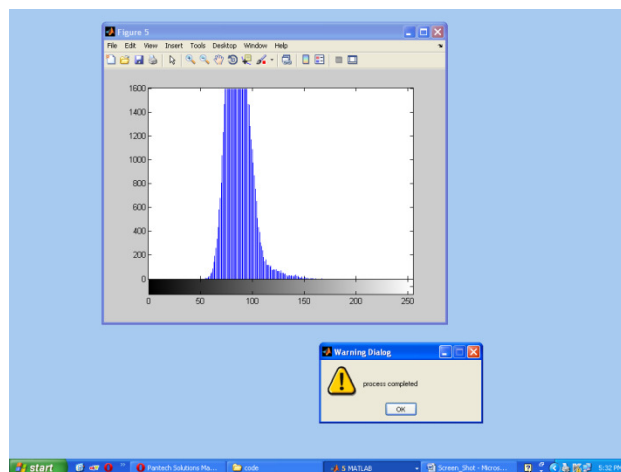 Figure 5
File Edit View Insert Tools Desktop Window Help
1600
1400
1200
1000
800
600
400
200
0
0 50 100 150 200 250
Warning Dialog
process completed
OK
start
Pantech Solutions Ma...
code
5 MATLAB
Screen_Shot - Micros...
5:32 PM